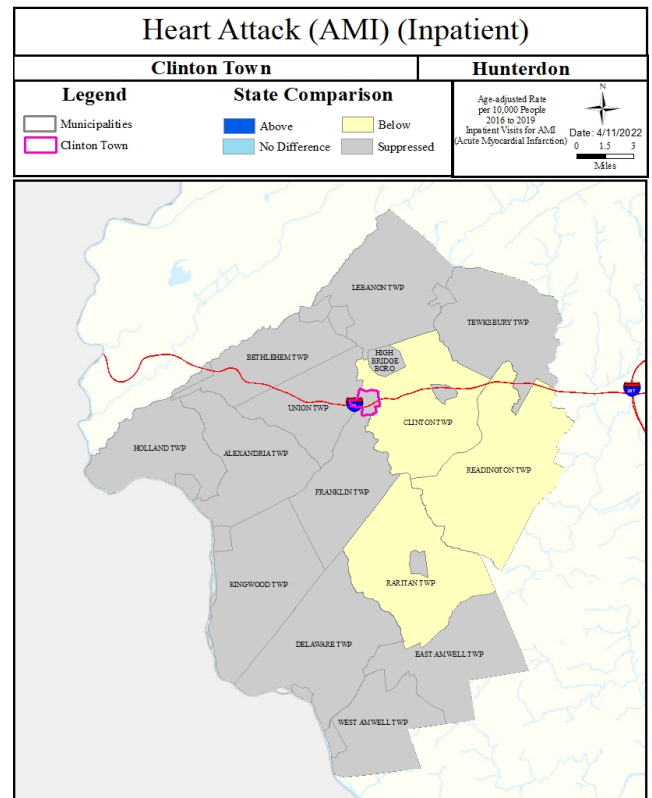 Heart Attack (AMI) (Inpatient)
Clinton Town
Hunterdon
Legend
Municipalities
Clinton Town
State Comparison
Above
Below
No Difference
Suppressed
Age-adjusted Rate
per 10,000 People
2016 to 2019
Inpatient Visits for AMI
(Acute Myocardial Infarction)
N
Date: 4/11/2022
0 1.5 3
Miles
LEBANON TWP
TEWKSBURY TWP
BETHLEHEM TWP
HIGH
BRIDGE
BORO
UNION TWP
CLINTON TWP
HOLLAND TWP
ALEXANDRIA TWP
READINGTON TWP
FRANKLIN TWP
KINGWOOD TWP
RARITAN TWP
DELAWARE TWP
EAST AMWELL TWP
WEST AMWELL TWP
287